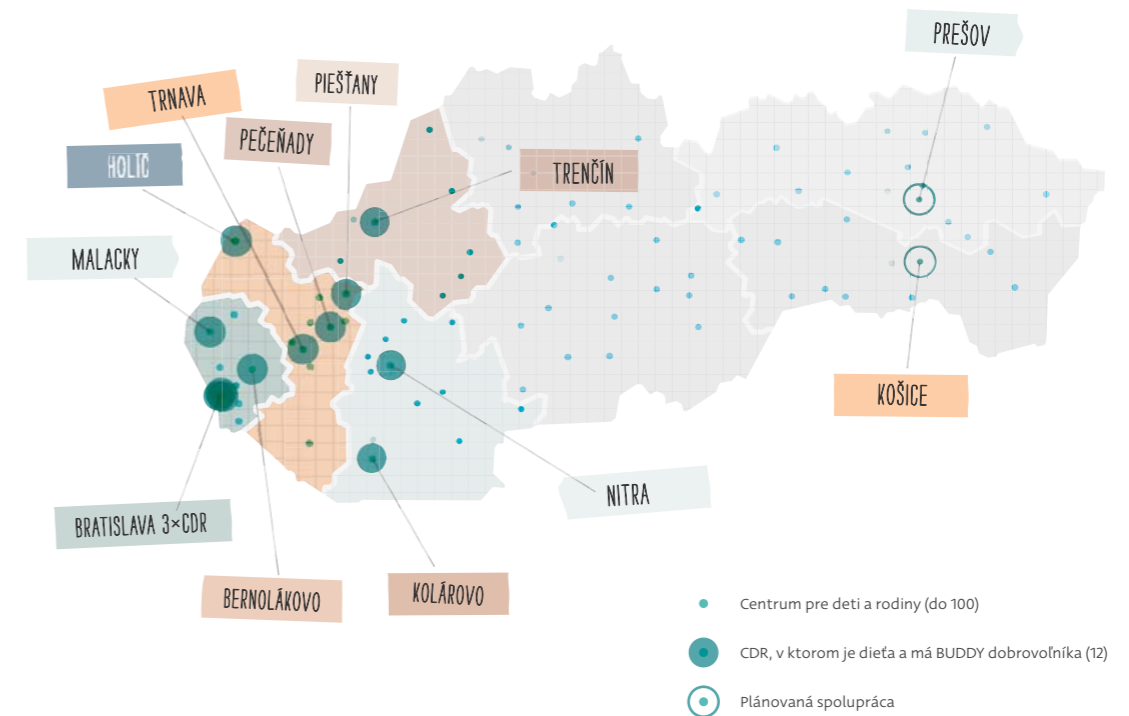 PREŠOV
PIEŠŤANY
TRNAVA
PEČEŇADY
HOLÍČ
TRENČÍN
MALACKY
KOŠICE
NITRA
BRATISLAVA 3×CDR
BERNOLÁKOVO
KOLÁROVO
Centrum pre deti a rodiny (do 100)
CDR, v ktorom je dieťa a má BUDDY dobrovoľníka (12)
Plánovaná spolupráca